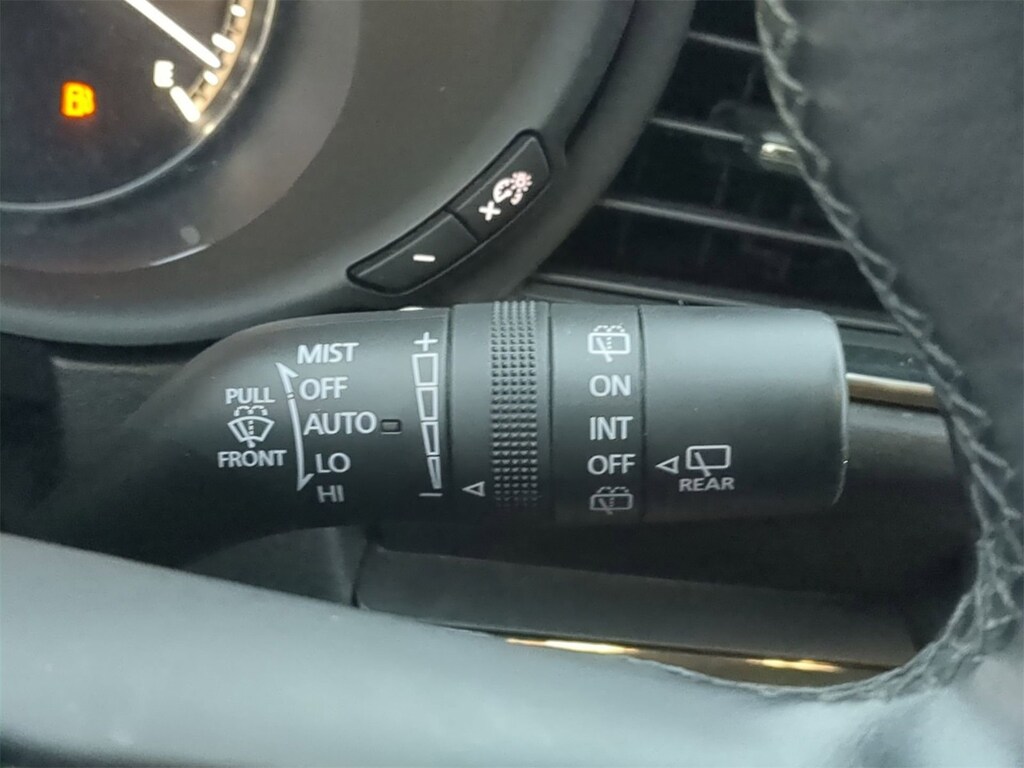 E
+
-
MIST
OFF
AUTO
LO
HI
PULL
FRONT
+
-
ON
INT
OFF
REAR